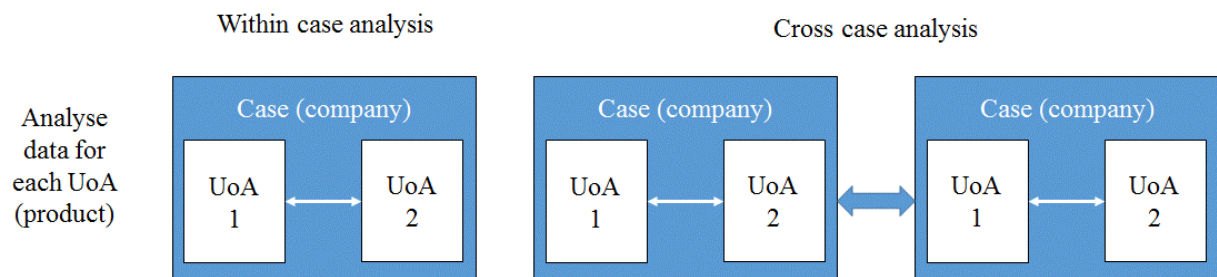 Within case analysis
Cross case analysis
Analyse
data for
each UoA
(product)
Case (company)
UoA
1
UoA
2
Case (company)
UoA
1
UoA
2
Case (company)
UoA
1
UoA
2